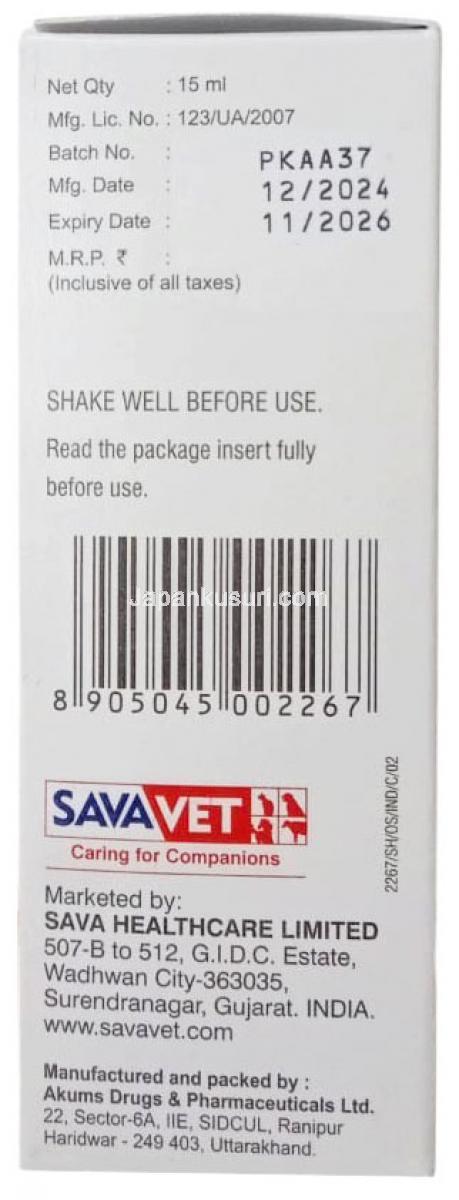 Net Qty : 15 ml
Mfg. Lic. No. : 123/UA/2007
Batch No. : PKAA37
Mfg. Date : 12/2024
Expiry Date : 11/2026
M.R.P. ₹ :
(Inclusive of all taxes)
SHAKE WELL BEFORE USE.
Read the package insert fully
before use.
Japankusuri.com
8 905045 002267
2267/SH/OS/IND/C/02
SAVAVET
Caring for Companions
Marketed by:
SAVA HEALTHCARE LIMITED
507-B to 512, G.I.D.C. Estate,
Wadhwan City-363035,
Surendranagar, Gujarat. INDIA.
www.savavet.com
Manufactured and packed by :
Akums Drugs & Pharmaceuticals Ltd.
22, Sector-6A, IIE, SIDCUL, Ranipur
Haridwar - 249 403, Uttarakhand.